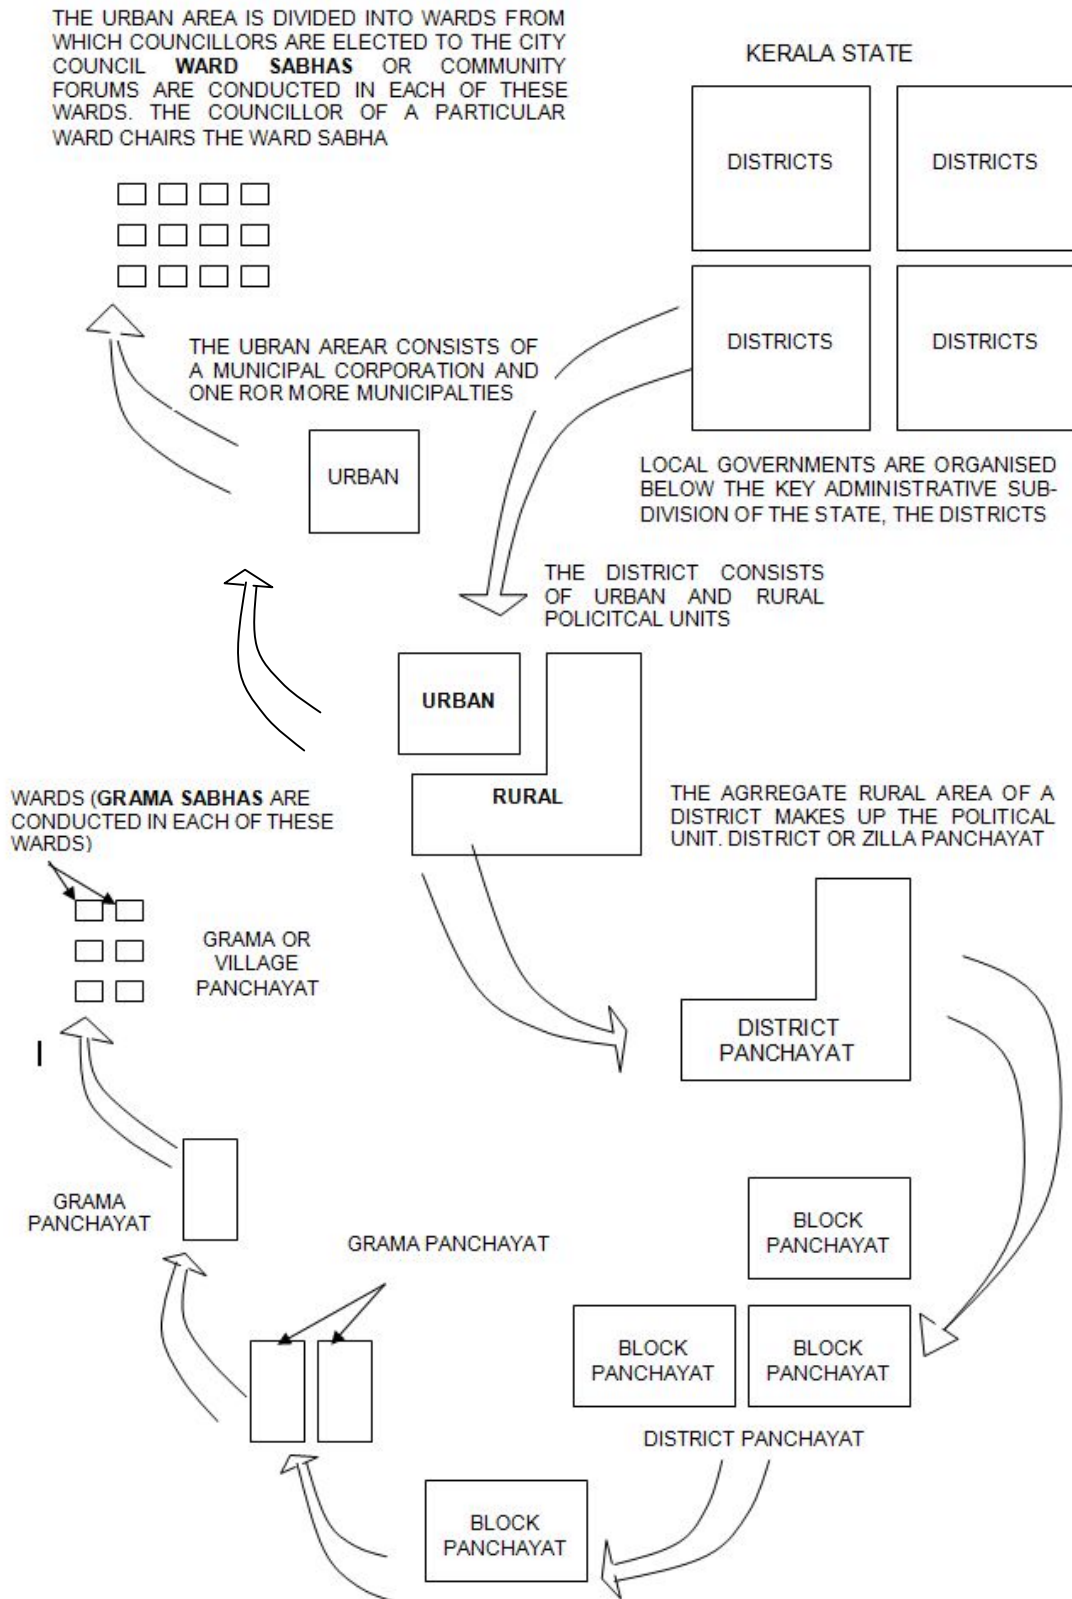 THE URBAN AREA IS DIVIDED INTO WARDS FROM
WHICH COUNCILLORS ARE ELECTED TO THE CITY
COUNCIL WARD SABHAS OR COMMUNITY
FORUMS ARE CONDUCTED IN EACH OF THESE
WARDS. THE COUNCILLOR OF A PARTICULAR
WARD CHAIRS THE WARD SABHA
KERALA STATE
DISTRICTS
DISTRICTS
DISTRICTS
DISTRICTS
THE UBRAN AREAR CONSISTS OF
A MUNICIPAL CORPORATION AND
ONE ROR MORE MUNICIPALTIES
URBAN
LOCAL GOVERNMENTS ARE ORGANISED
BELOW THE KEY ADMINISTRATIVE SUB-
DIVISION OF THE STATE, THE DISTRICTS
THE DISTRICT CONSISTS
OF URBAN AND RURAL
POLICITCAL UNITS
URBAN
RURAL
WARDS (GRAMA SABHAS ARE
CONDUCTED IN EACH OF THESE
WARDS)
THE AGRREGATE RURAL AREA OF A
DISTRICT MAKES UP THE POLITICAL
UNIT. DISTRICT OR ZILLA PANCHAYAT
GRAMA OR
VILLAGE
PANCHAYAT
DISTRICT
PANCHAYAT
GRAMA
PANCHAYAT
GRAMA PANCHAYAT
BLOCK
PANCHAYAT
BLOCK
PANCHAYAT
BLOCK
PANCHAYAT
DISTRICT PANCHAYAT
BLOCK
PANCHAYAT